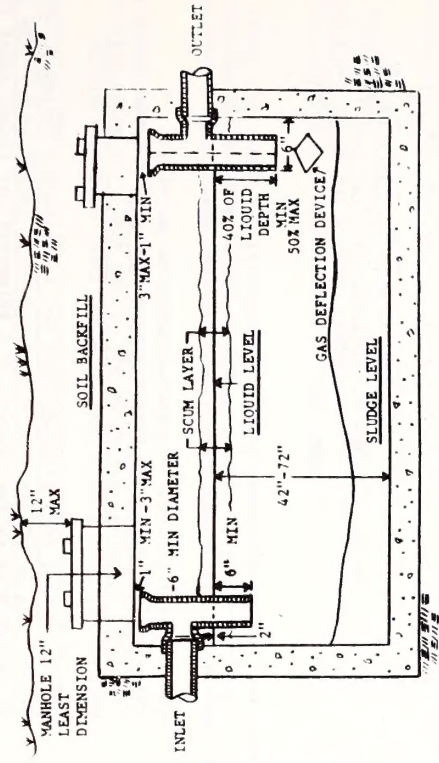 12"
MAX
MANHOLE 12"
LEAST
DIMENSION
SOIL BACKFILL
1" MIN -3"MAX
6" MIN DIAMETER
3"MAX-1" MIN
INLET
OUTLET
SCUM LAYER
LIQUID LEVEL
MIN
6"
2"
6"
40% OF
LIQUID
DEPTH
MIN
50% MAX
42"-72"
GAS DEFLECTION DEVICE
SLUDGE LEVEL